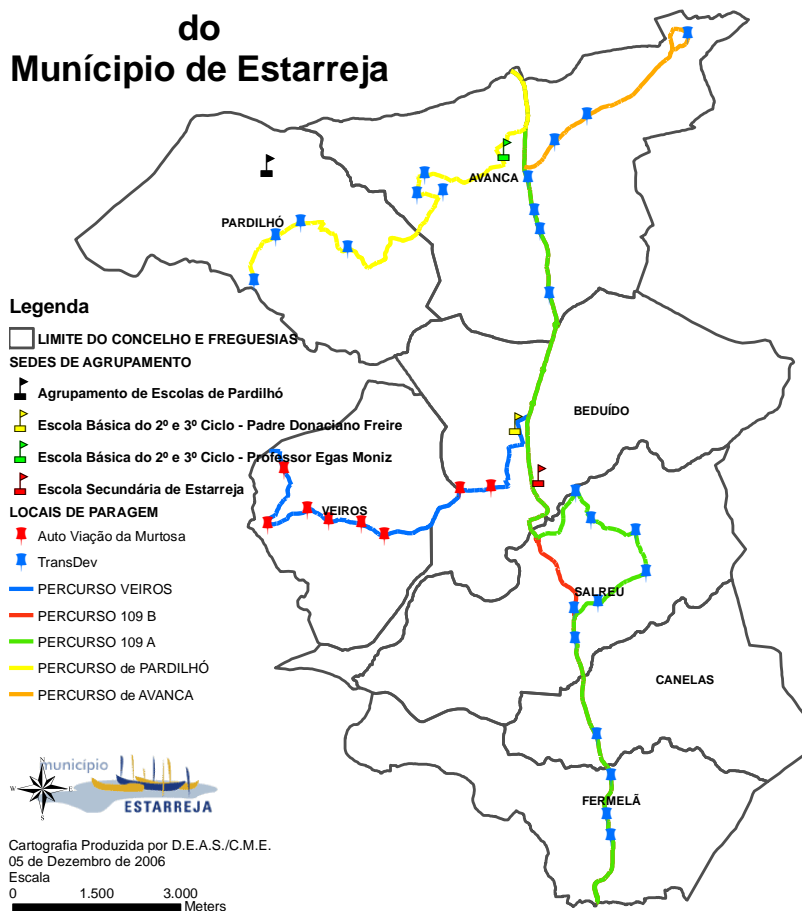 do
Munícipio de Estarreja
AVANCA
PARDILHÓ
Legenda
LIMITE DO CONCELHO E FREGUESIAS
SEDES DE AGRUPAMENTO
Agrupamento de Escolas de Pardilhó
Escola Básica do 2º e 3º Ciclo - Padre Donaciano Freire
Escola Básica do 2º e 3º Ciclo - Professor Egas Moniz
Escola Secundária de Estarreja
LOCAIS DE PARAGEM
Auto Viação da Murtosa
TransDev
PERCURSO VEIROS
PERCURSO 109 B
PERCURSO 109 A
PERCURSO de PARDILHÓ
PERCURSO de AVANCA
BEDUÍDO
VEIROS
SALREU
CANELAS
FERMELÃ
município
ESTARREJA
N
W
E
S
Cartografia Produzida por D.E.A.S./C.M.E.
05 de Dezembro de 2006
Escala
0 1.500 3.000
Meters